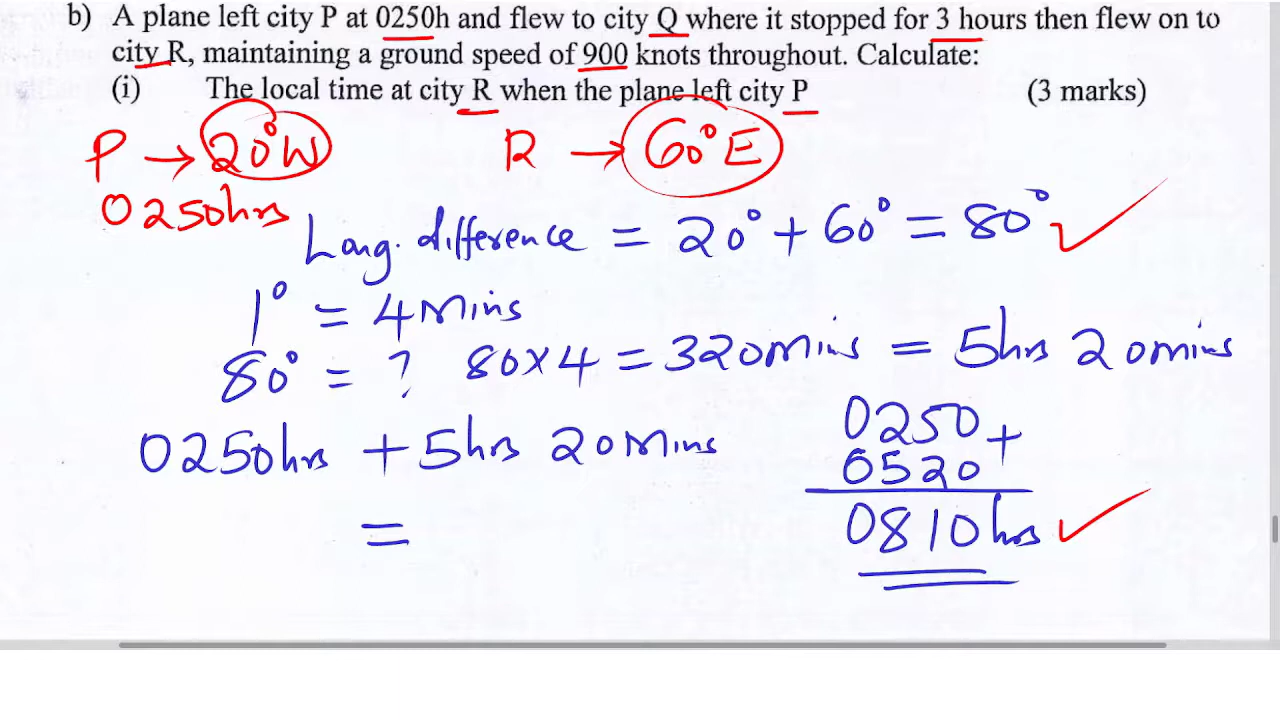 b) A plane left city P at 0250h and flew to city Q where it stopped for 3 hours then flew on to
city R, maintaining a ground speed of 900 knots throughout. Calculate:
(i) The local time at city R when the plane left city P (3 marks)
P → 20°W R → 60°E
0250hrs
Long. difference = 20° + 60° = 80°
1° = 4 Mins
80° = ? 80 x 4 = 320mins = 5hrs 20mins
0250hrs + 5hrs 20Mins
=
0250 +
0520
0810hrs